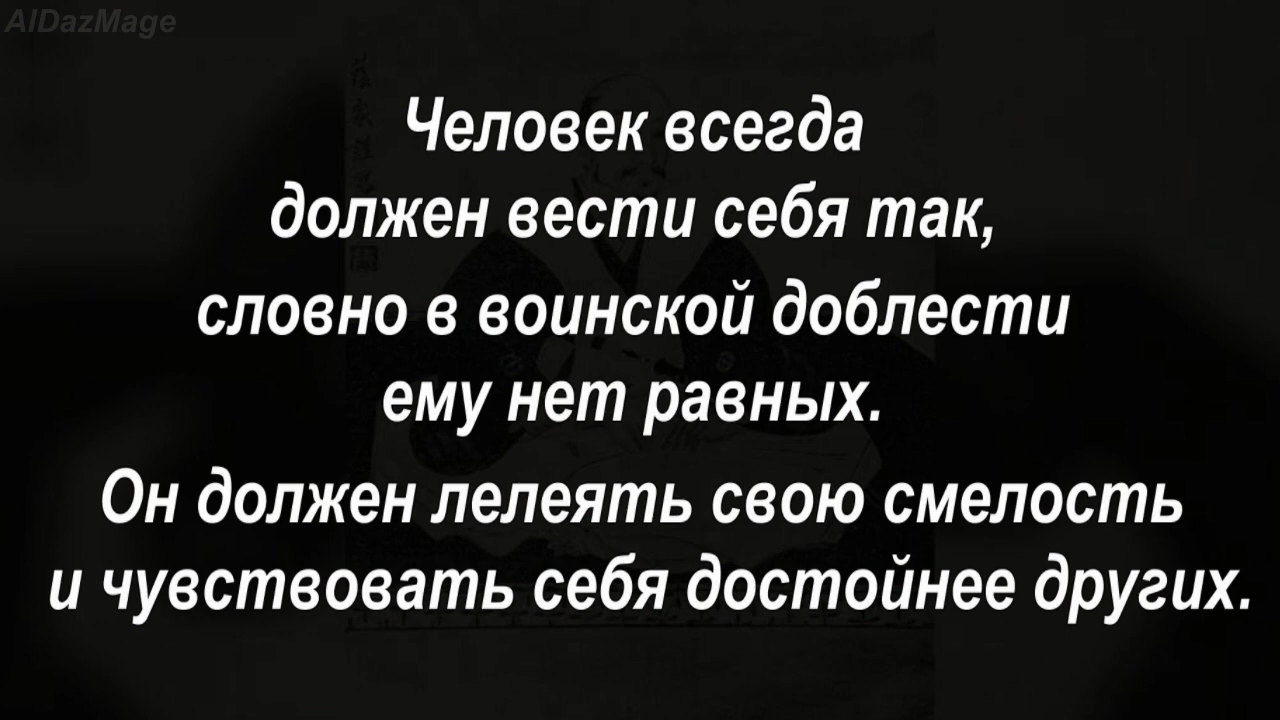 AlDazMage
Человек всегда
должен вести себя так,
словно в воинской доблести
ему нет равных.
Он должен лелеять свою смелость
и чувствовать себя достойнее других.